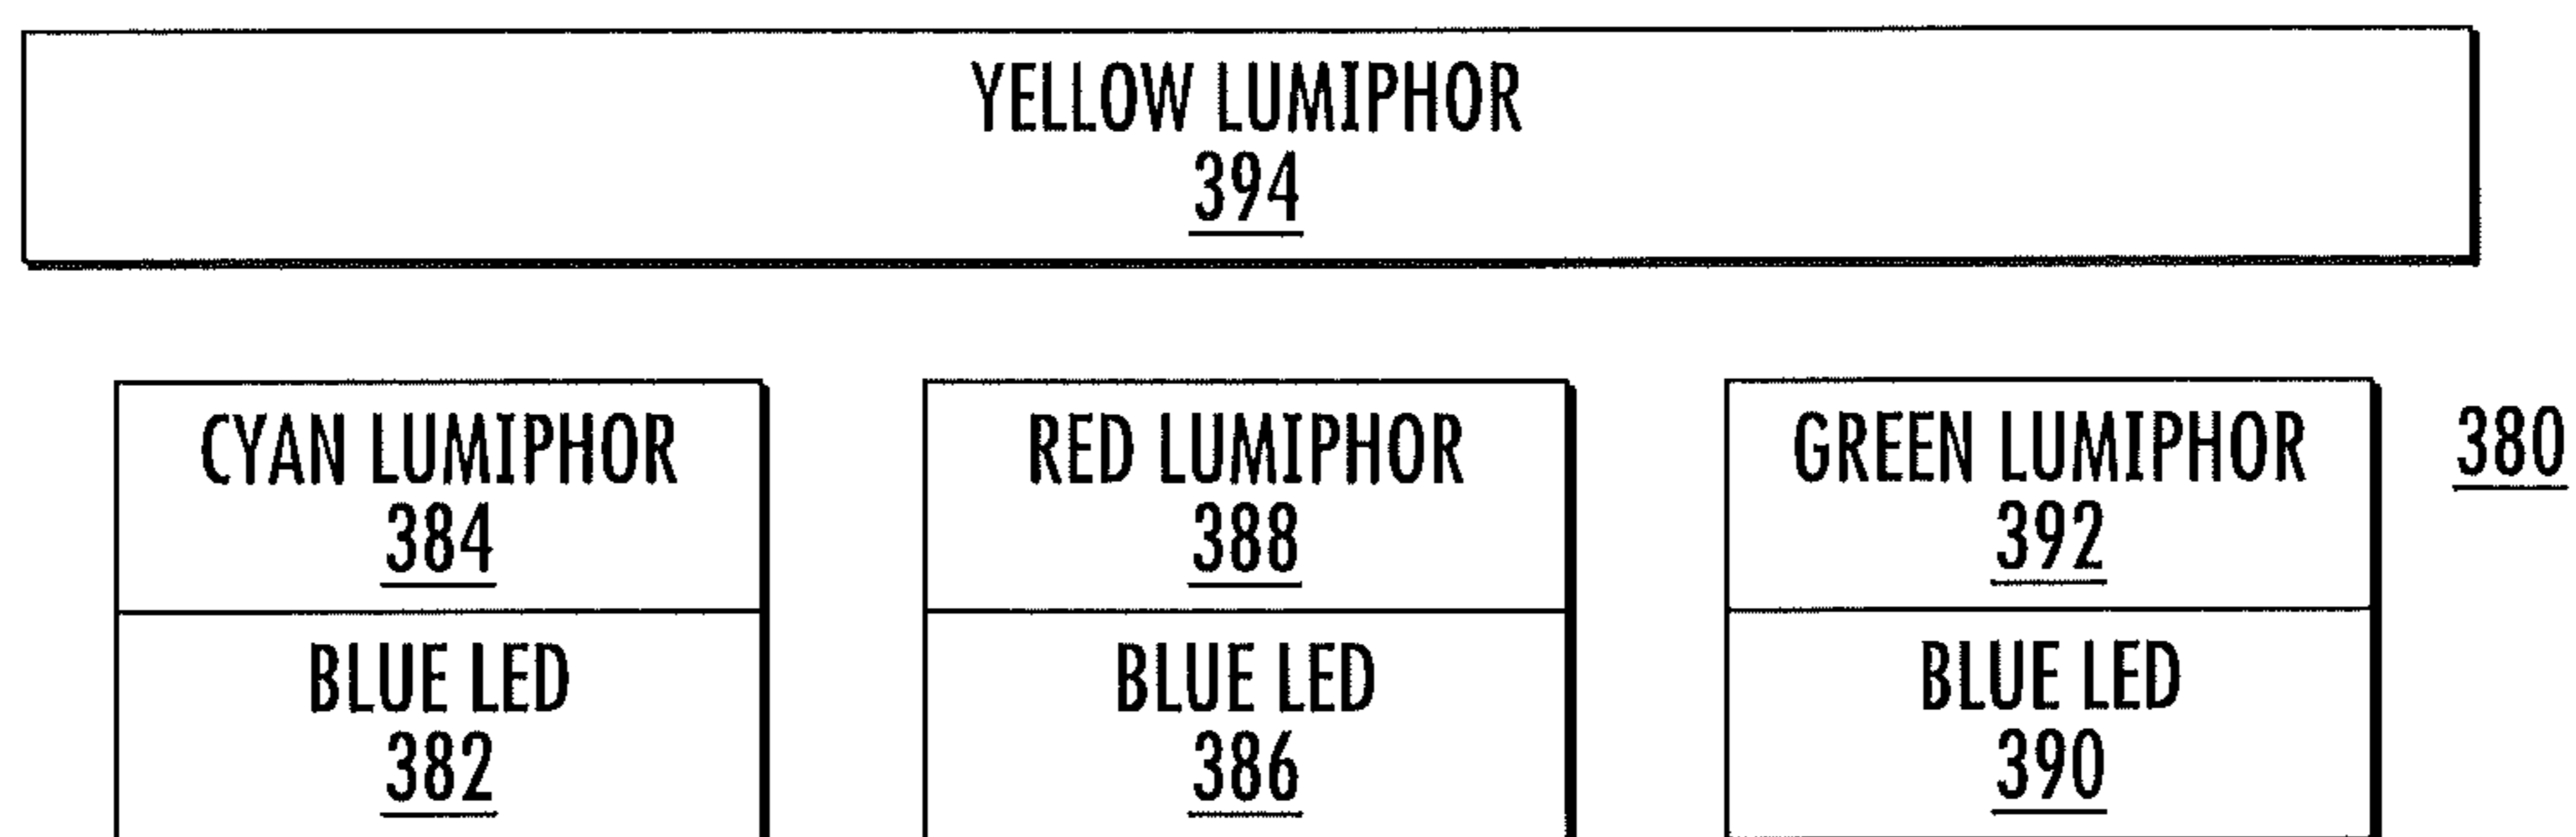 YELLOW LUMIPHOR
394
CYAN LUMIPHOR
384
BLUE LED
382
RED LUMIPHOR
388
BLUE LED
386
GREEN LUMIPHOR
392
BLUE LED
390
380